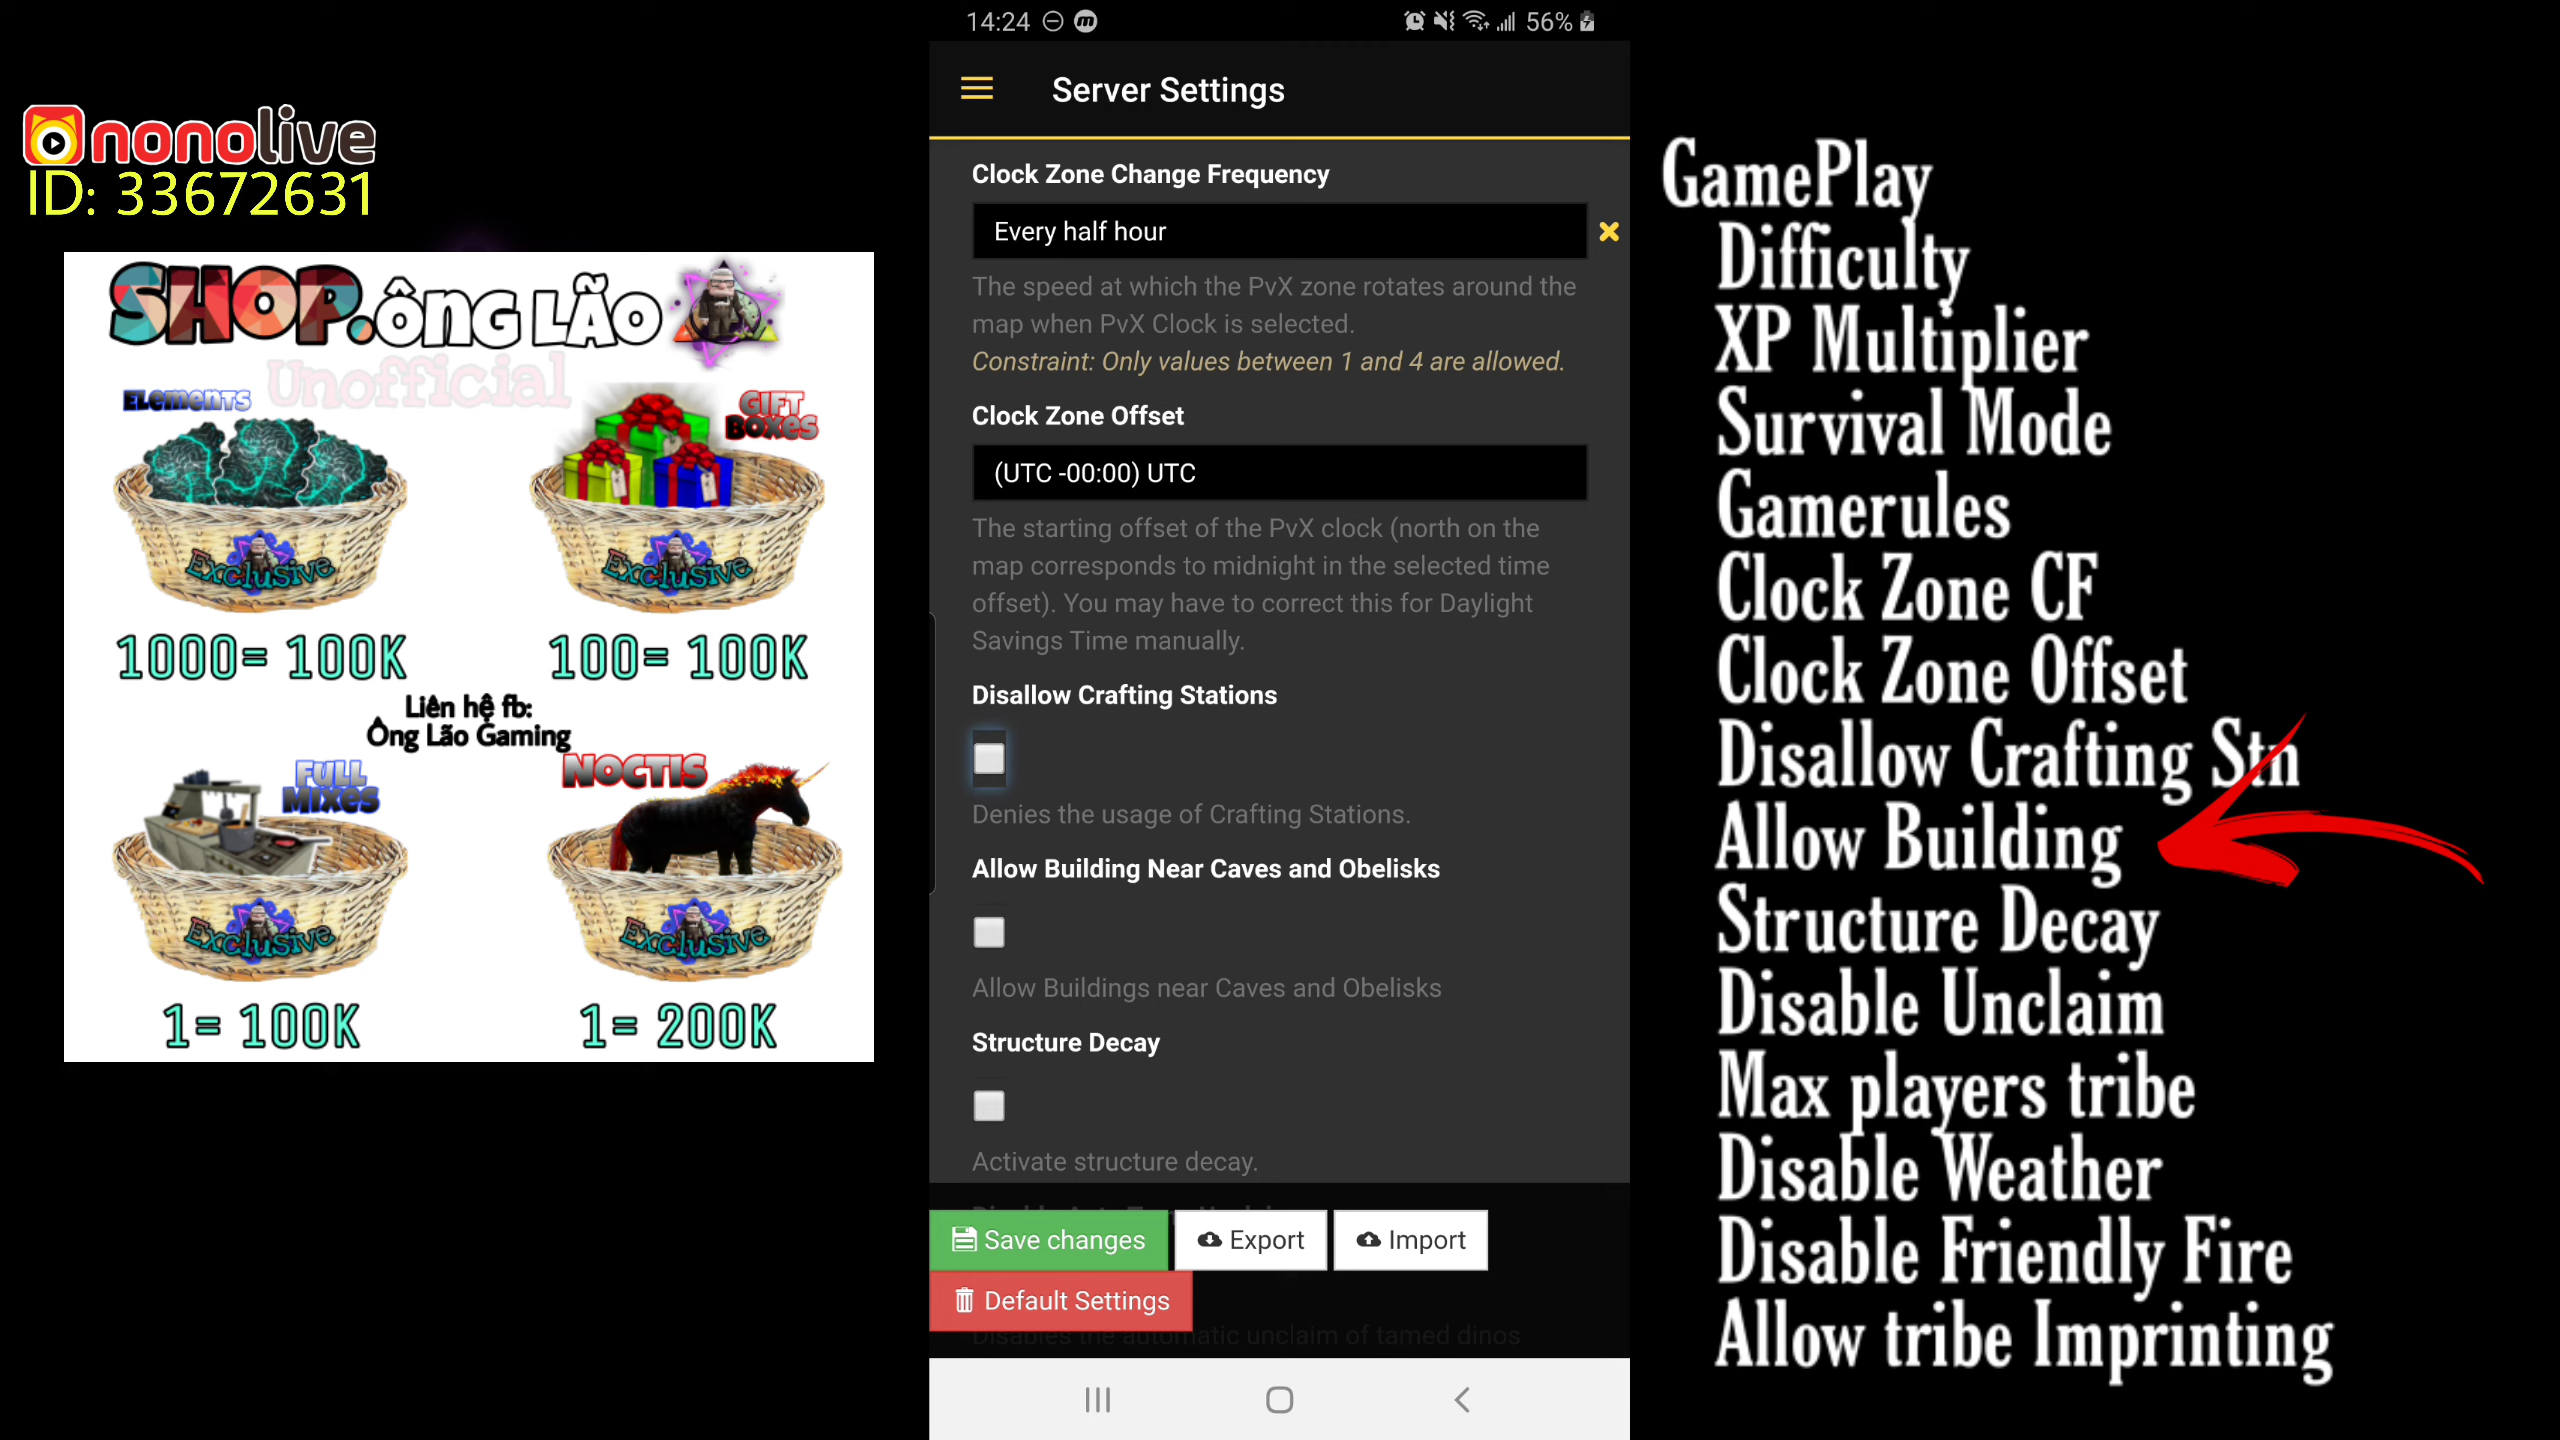 nonolive
ID: 33672631
SHOP.ông LÃO
Unofficial
ELEMENTS
GIFT
BOXES
Exclusive
Exclusive
1000= 100K
100= 100K
Liên hệ fb:
Ông Lão Gaming
FULL
MIXES
NOCTIS
Exclusive
Exclusive
1= 100K
1= 200K
14:24
56%
Server Settings
Clock Zone Change Frequency
Every half hour
The speed at which the PvX zone rotates around the
map when PvX Clock is selected.
Constraint: Only values between 1 and 4 are allowed.
Clock Zone Offset
(UTC -00:00) UTC
The starting offset of the PvX clock (north on the
map corresponds to midnight in the selected time
offset). You may have to correct this for Daylight
Savings Time manually.
Disallow Crafting Stations
Denies the usage of Crafting Stations.
Allow Building Near Caves and Obelisks
Allow Buildings near Caves and Obelisks
Structure Decay
Activate structure decay.
Save changes
Export
Import
Default Settings
Disables the automatic unclaim of tamed dinos
GamePlay
Difficulty
XP Multiplier
Survival Mode
Gamerules
Clock Zone CF
Clock Zone Offset
Disallow Crafting Stn
Allow Building
Structure Decay
Disable Unclaim
Max players tribe
Disable Weather
Disable Friendly Fire
Allow tribe Imprinting